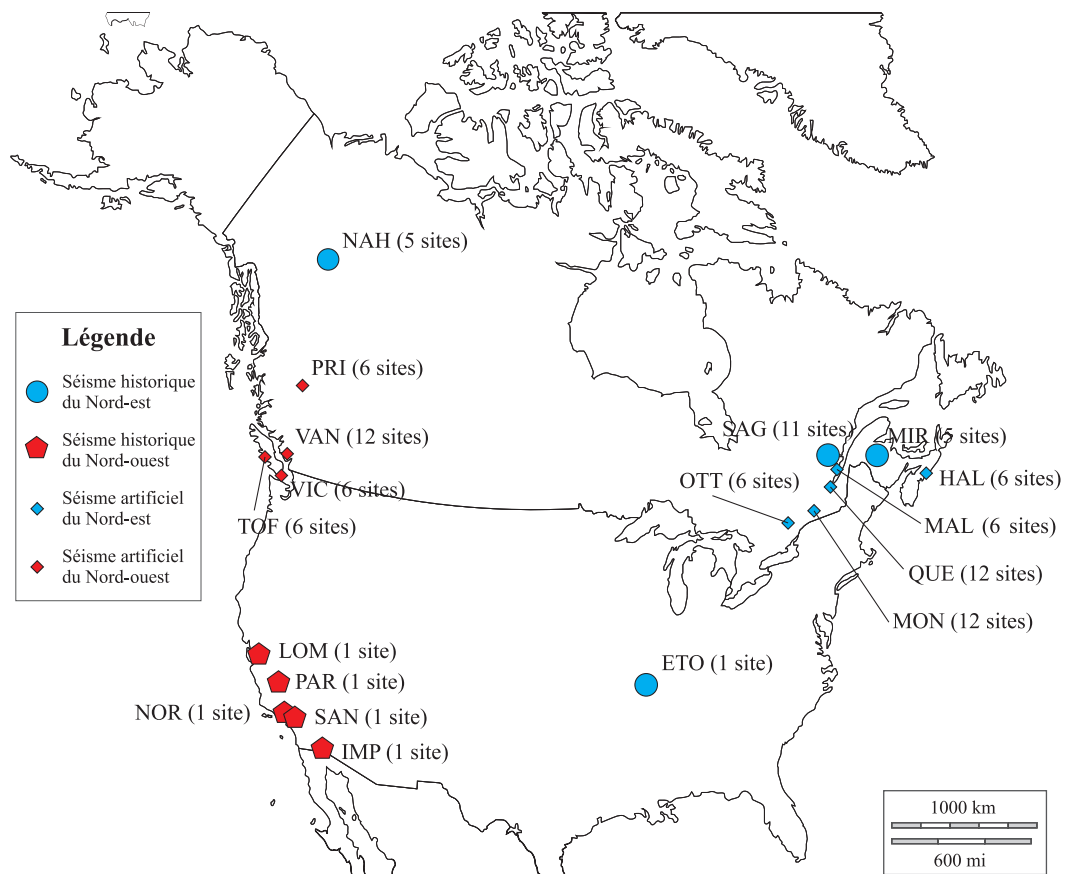 NAH (5 sites)
Légende
Séisme historique
du Nord-est
Séisme historique
du Nord-ouest
Séisme artificiel
du Nord-est
Séisme artificiel
du Nord-ouest
PRI (6 sites)
VAN (12 sites)
VIC (6 sites)
TOF (6 sites)
SAG (11 sites)
MIR (5 sites)
OTT (6 sites)
HAL (6 sites)
MAL (6 sites)
QUE (12 sites)
MON (12 sites)
LOM (1 site)
PAR (1 site)
NOR (1 site)
SAN (1 site)
IMP (1 site)
ETO (1 site)
1000 km
600 mi